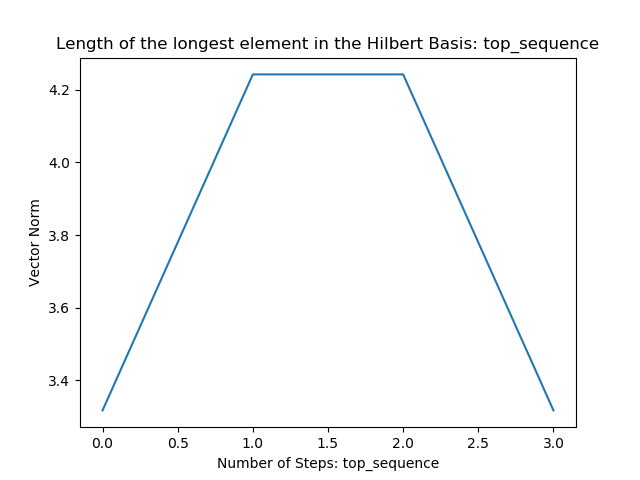 Length of the longest element in the Hilbert Basis: top_sequence
Vector Norm
4.2
4.0
3.8
3.6
3.4
0.0 0.5 1.0 1.5 2.0 2.5 3.0
Number of Steps: top_sequence